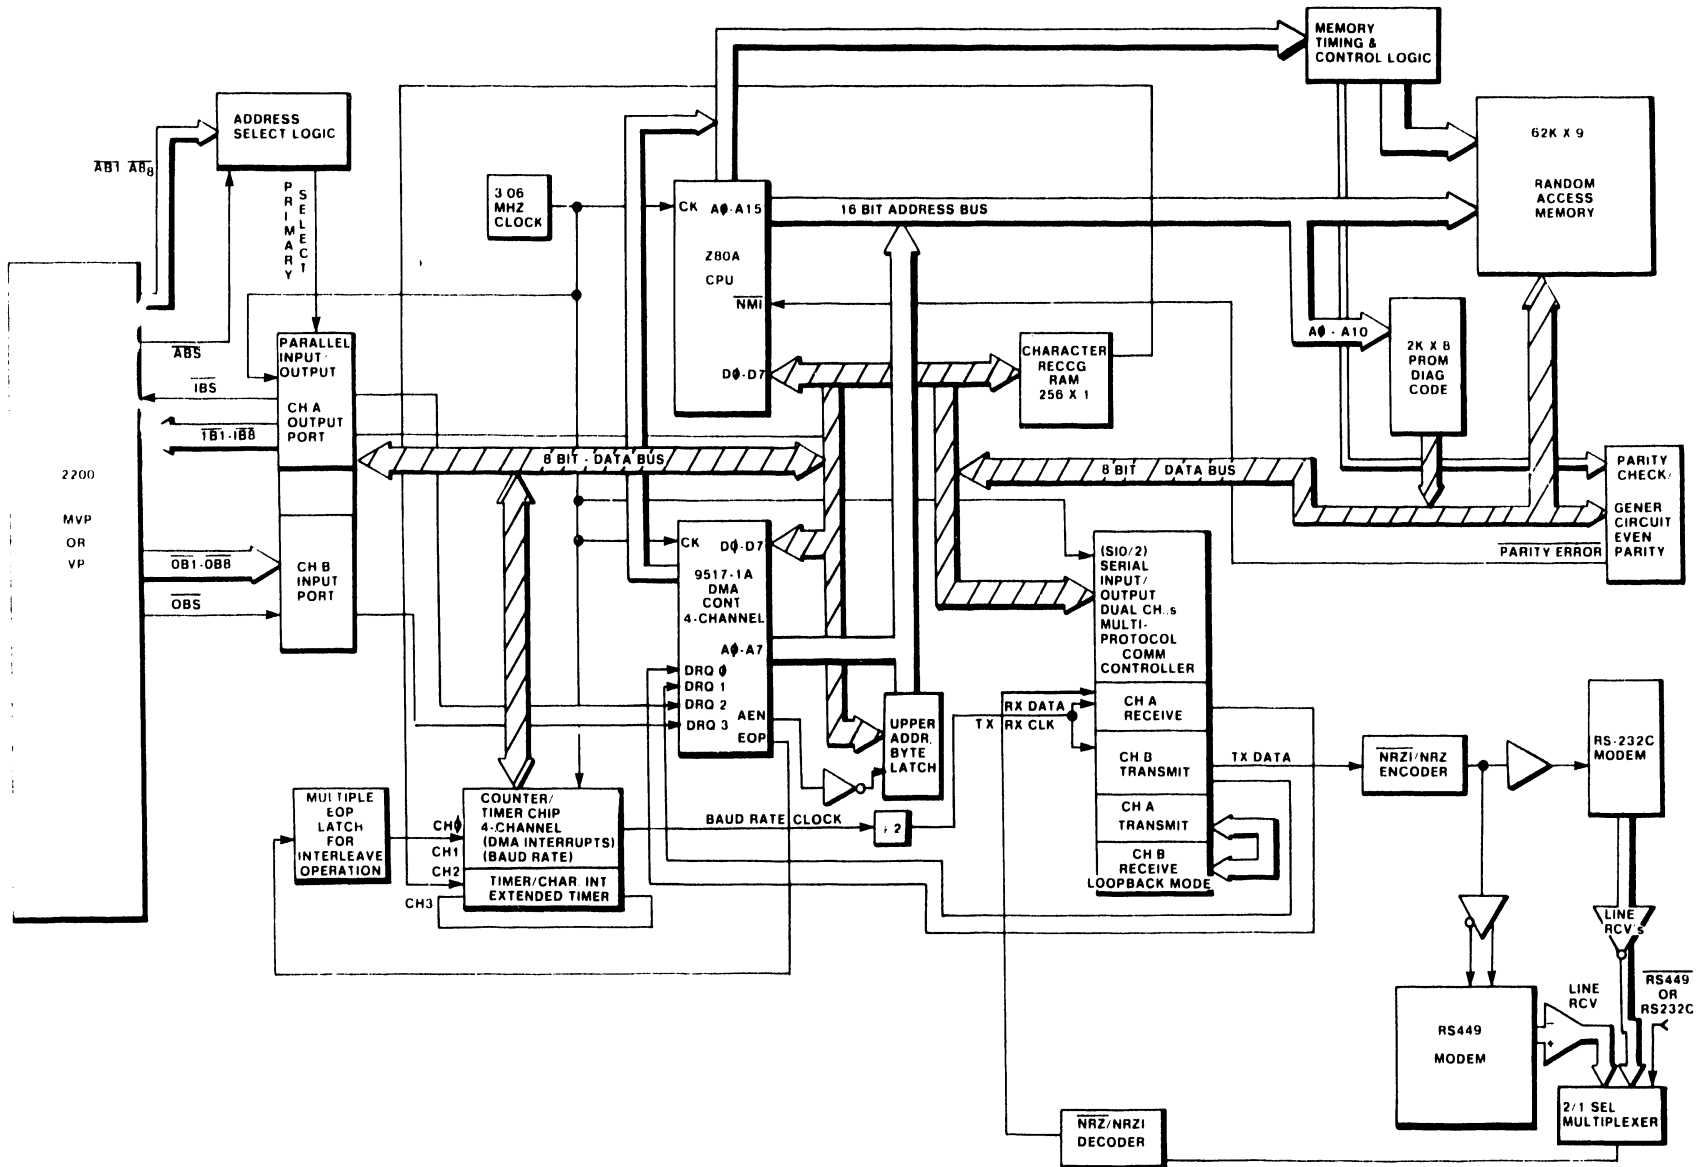 MEMORY
TIMING &
CONTROL LOGIC
ADDRESS
SELECT LOGIC
62K X 9
RANDOM
ACCESS
MEMORY
AB1 AB8
PRIMARY
SELECT
3.06
MHZ
CLOCK
CK
A0-A15
16 BIT ADDRESS BUS
Z80A
CPU
NMI
D0-D7
ABS
IBS
IB1-IB8
PARALLEL
INPUT/
OUTPUT
CH A
OUTPUT
PORT
CHARACTER
RECCG
RAM
256 X 1
A0 - A10
2K X 8
PROM
DIAG
CODE
8 BIT - DATA BUS
8 BIT DATA BUS
PARITY
CHECK/
GENER
CIRCUIT
EVEN
PARITY
PARITY ERROR
2200
MVP
OR
VP
OB1-OB8
OBS
CH B
INPUT
PORT
CK
D0-D7
9517-1A
DMA
CONT
4-CHANNEL
A0-A7
DRQ 0
DRQ 1
DRQ 2
DRQ 3
AEN
EOP
(SIO/2)
SERIAL
INPUT/
OUTPUT
DUAL CH..s
MULTI-
PROTOCOL
COMM
CONTROLLER
CH A
RECEIVE
CH B
TRANSMIT
CH A
TRANSMIT
CH B
RECEIVE
LOOPBACK MODE
RX DATA
TX RX CLK
UPPER
ADDR.
BYTE
LATCH
TX DATA
NRZI/NRZ
ENCODER
RS-232C
MODEM
MULTIPLE
EOP
LATCH
FOR
INTERLEAVE
OPERATION
CH0
CH1
CH2
CH3
COUNTER/
TIMER CHIP
4-CHANNEL
(DMA INTERRUPTS)
(BAUD RATE)
TIMER/CHAR. INT
EXTENDED TIMER
BAUD RATE CLOCK
÷ 2
LINE
RCV's
RS449
OR
RS232C
LINE
RCV
RS449
MODEM
-
+
2/1 SEL
MULTIPLEXER
NRZ/NRZI
DECODER